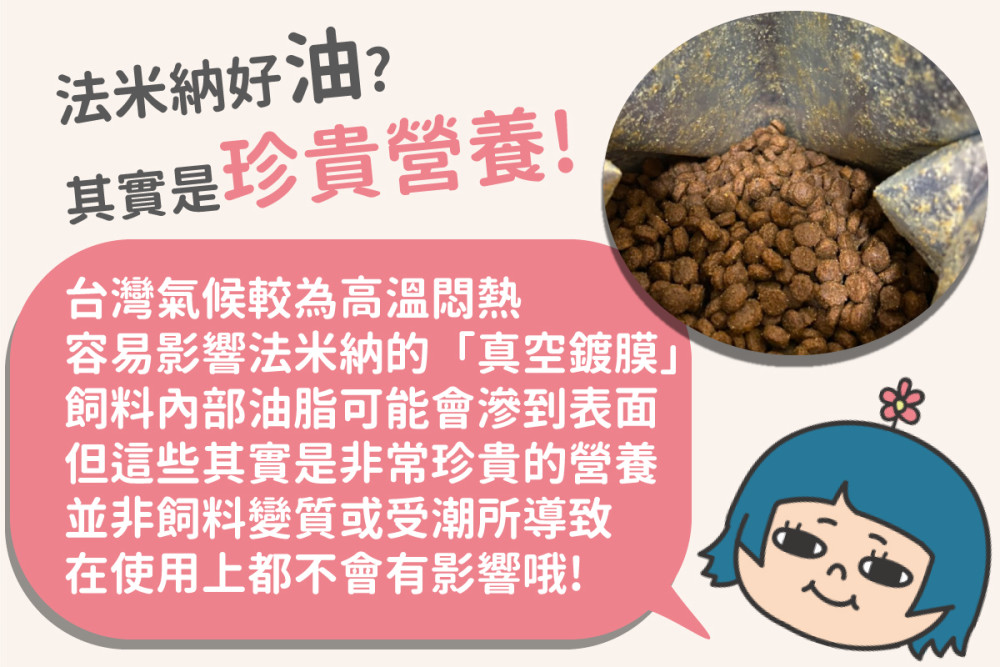 法米納好油?
其實是珍貴營養!
台灣氣候較為高溫悶熱
容易影響法米納的「真空鍍膜」
飼料內部油脂可能會滲到表面
但這些其實是非常珍貴的營養
並非飼料變質或受潮所導致
在使用上都不會有影響哦!